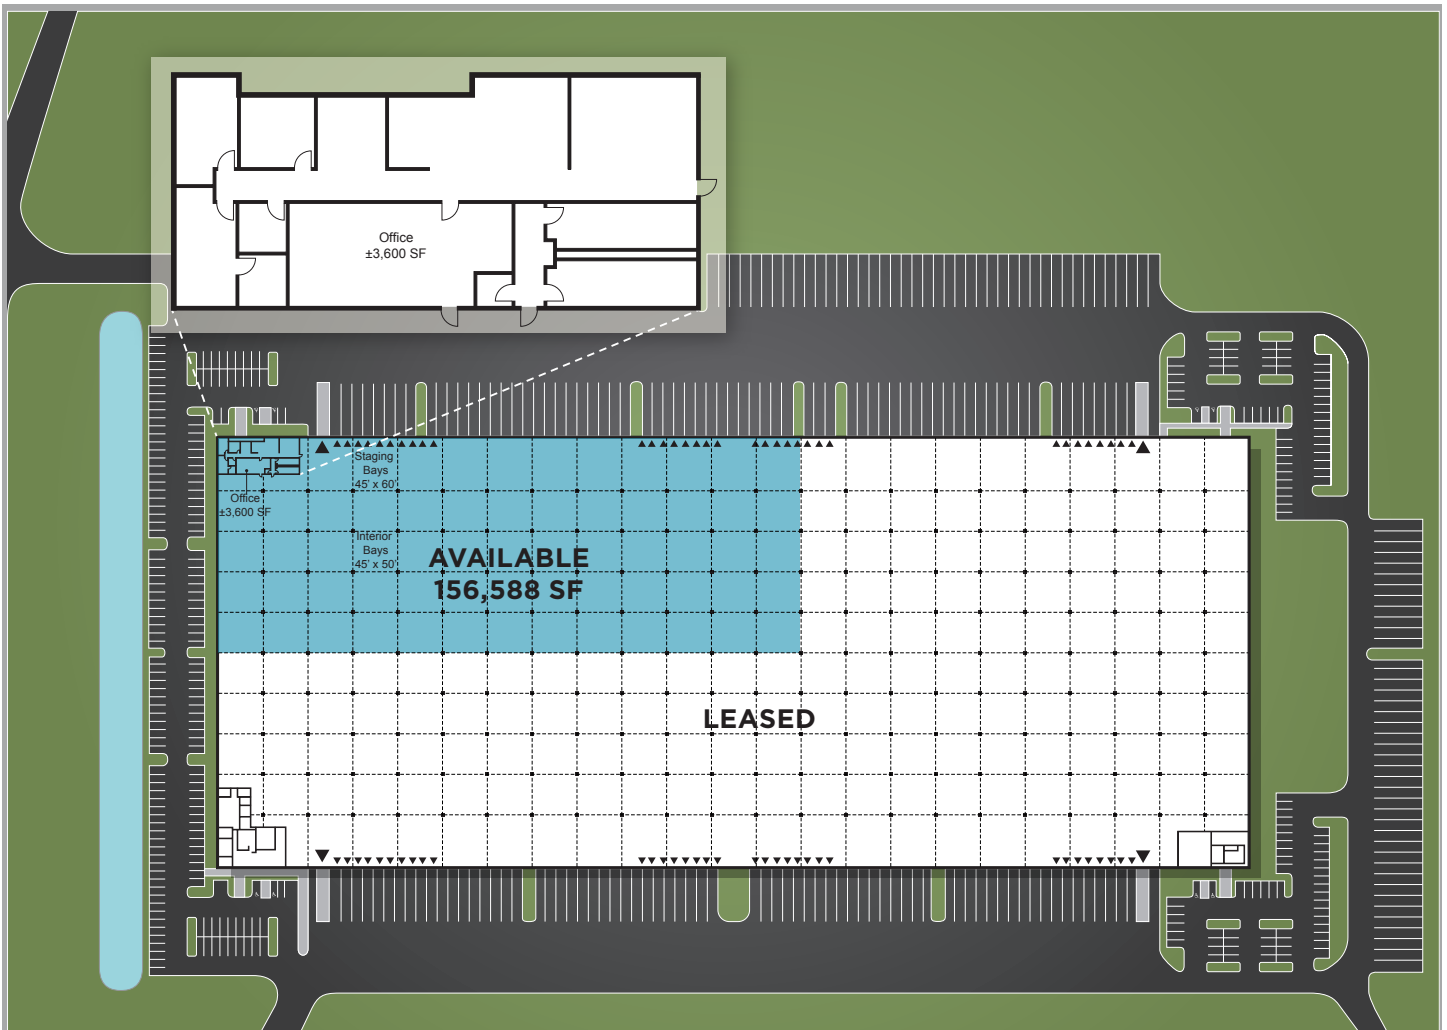 Office
±3,600 SF
Staging
Bays
45' x 60'
Office
±3,600 SF
Interior
Bays
45' x 50'
AVAILABLE
156,588 SF
LEASED